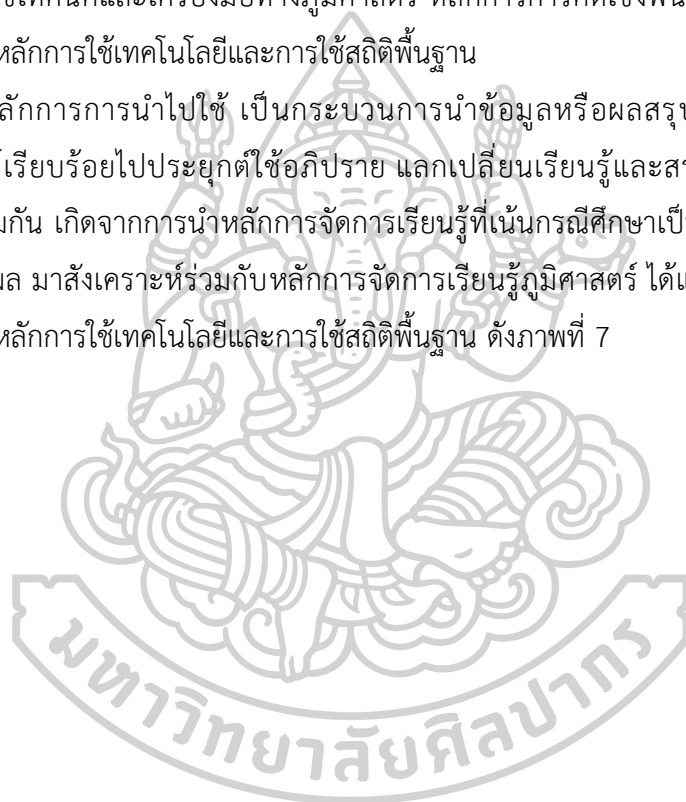 หลักการใช้เทคโนโลยีและการใช้สถิติพื้นฐาน
ลักการการนำไปใช้ เป็นกระบวนการนำข้อมูลหรือผลสรุป
เรียบร้อยไปประยุกต์ใช้อภิปราย แลกเปลี่ยนเรียนรู้และ
มกัน เกิดจากการนำหลักการจัดการเรียนรู้ที่เน้นกรณีศึกษาเป็
ผล มาสังเคราะห์ร่วมกับหลักการจัดการเรียนรู้ภูมิศาสตร์ ได้แ
หลักการใช้เทคโนโลยีและการใช้สถิติพื้นฐาน ดังภาพที่ 7
มหาวิทยาลัยศิลปากร